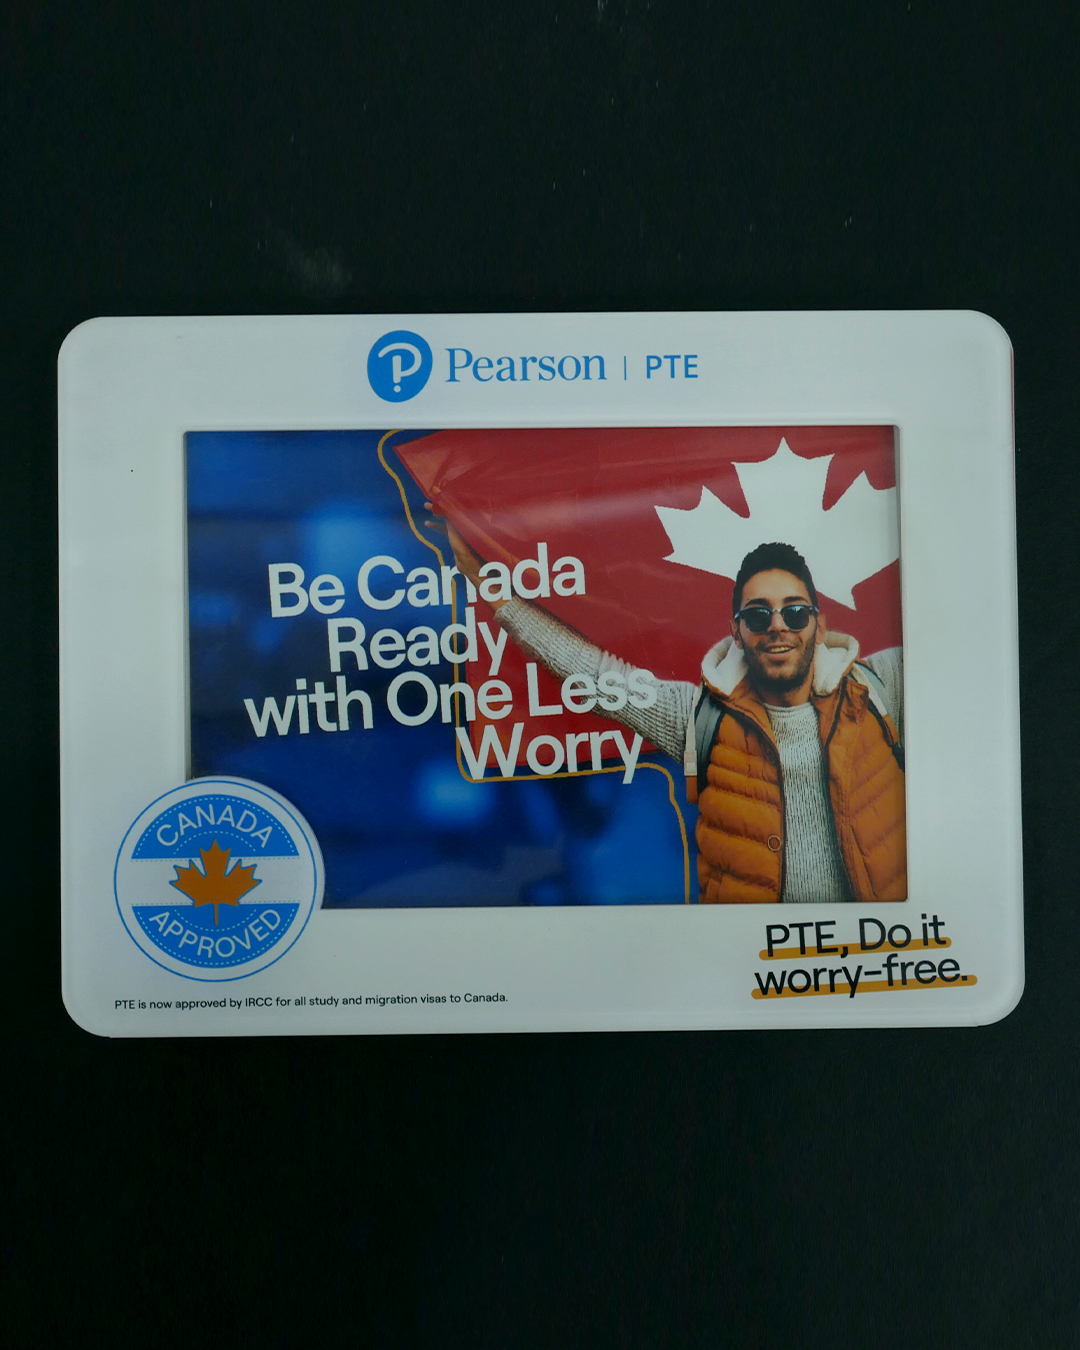 Pearson | PTE
Be Canada
Ready
with One Less
Worry
CANADA
APPROVED
PTE is now approved by IRCC for all study and migration visas to Canada.
PTE, Do it
worry-free.